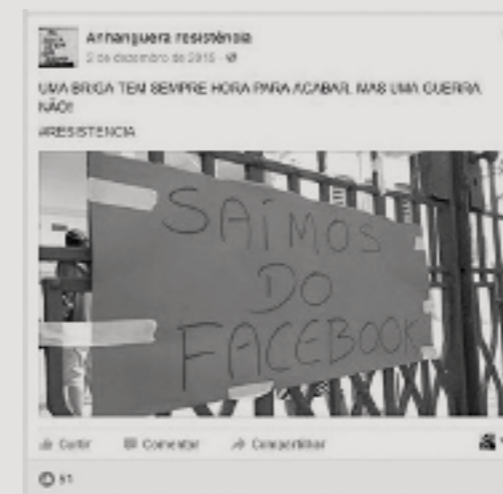 Anhanguera resistência
2 de dezembro de 2015
UMA BRIGA TEM SEMPRE HORA PARA ACABAR, MAS UMA GUERRA
NÃO!
#RESISTENCIA
SAÍMOS
DO
FACEBOOK
Curtir Comentar Compartilhar
51